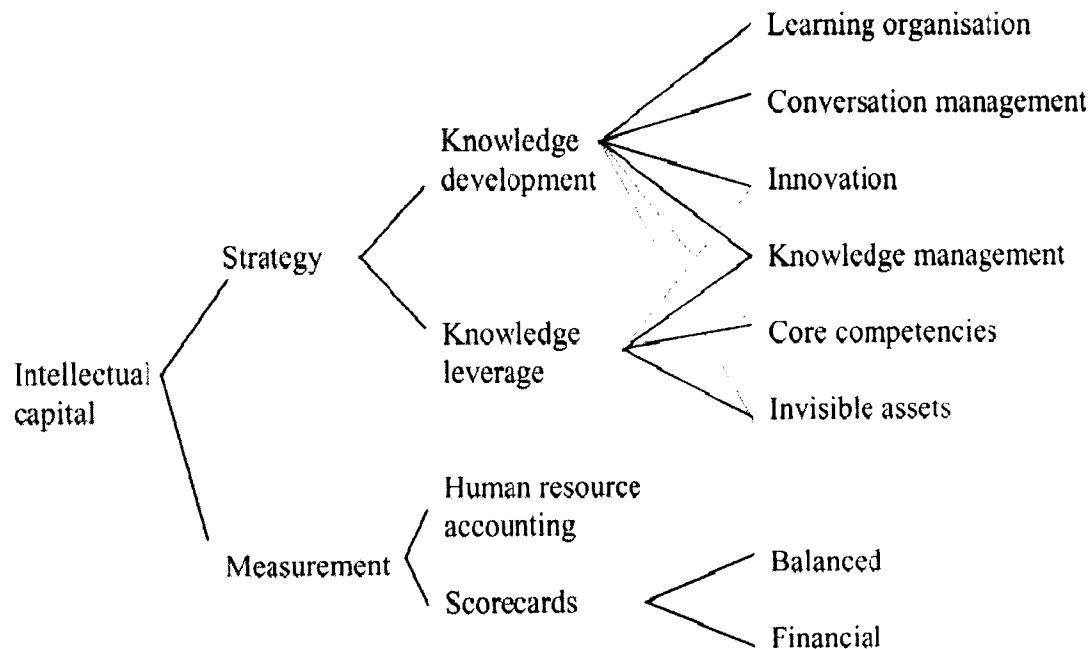 Learning organisation
Conversation management
Knowledge
development
Innovation
Strategy
Knowledge management
Knowledge
leverage
Core competencies
Intellectual
capital
Invisible assets
Human resource
accounting
Measurement
Balanced
Scorecards
Financial